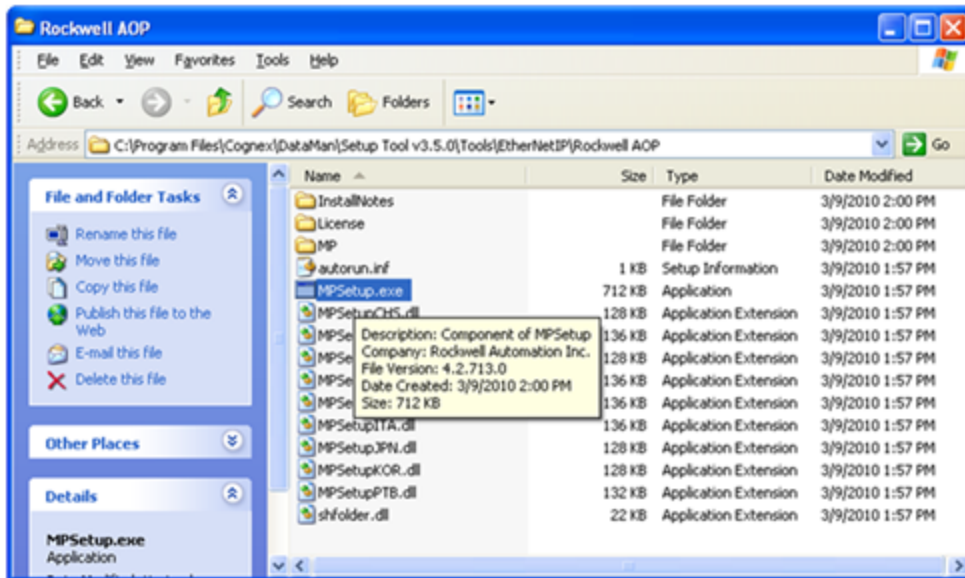 Rockwell AOP
File Edit View Favorites Tools Help
Back Search Folders
Address C:\Program Files\Cognex\DataMan\Setup Tool v3.5.0\Tools\EtherNetIP\Rockwell AOP Go
File and Folder Tasks
Rename this file
Move this file
Copy this file
Publish this file to the
Web
E-mail this file
Delete this file
Other Places
Details
MPSetup.exe
Application
Name Size Type Date Modified
InstallNotes File Folder 3/9/2010 2:00 PM
License File Folder 3/9/2010 2:00 PM
MP File Folder 3/9/2010 2:00 PM
autorun.inf 1 KB Setup Information 3/9/2010 1:57 PM
MPSetup.exe 712 KB Application 3/9/2010 1:57 PM
MPSetupCHS.dll 128 KB Application Extension 3/9/2010 1:57 PM
MPSe 136 KB Application Extension 3/9/2010 1:57 PM
MPSe 128 KB Application Extension 3/9/2010 1:57 PM
MPSe 136 KB Application Extension 3/9/2010 1:57 PM
MPSe 136 KB Application Extension 3/9/2010 1:57 PM
MPSetupITA.dll 136 KB Application Extension 3/9/2010 1:57 PM
MPSetupJPN.dll 128 KB Application Extension 3/9/2010 1:57 PM
MPSetupKOR.dll 128 KB Application Extension 3/9/2010 1:57 PM
MPSetupPTB.dll 132 KB Application Extension 3/9/2010 1:57 PM
shfolder.dll 22 KB Application Extension 3/9/2010 1:57 PM
Description: Component of MPSetup
Company: Rockwell Automation Inc.
File Version: 4.2.713.0
Date Created: 3/9/2010 2:00 PM
Size: 712 KB